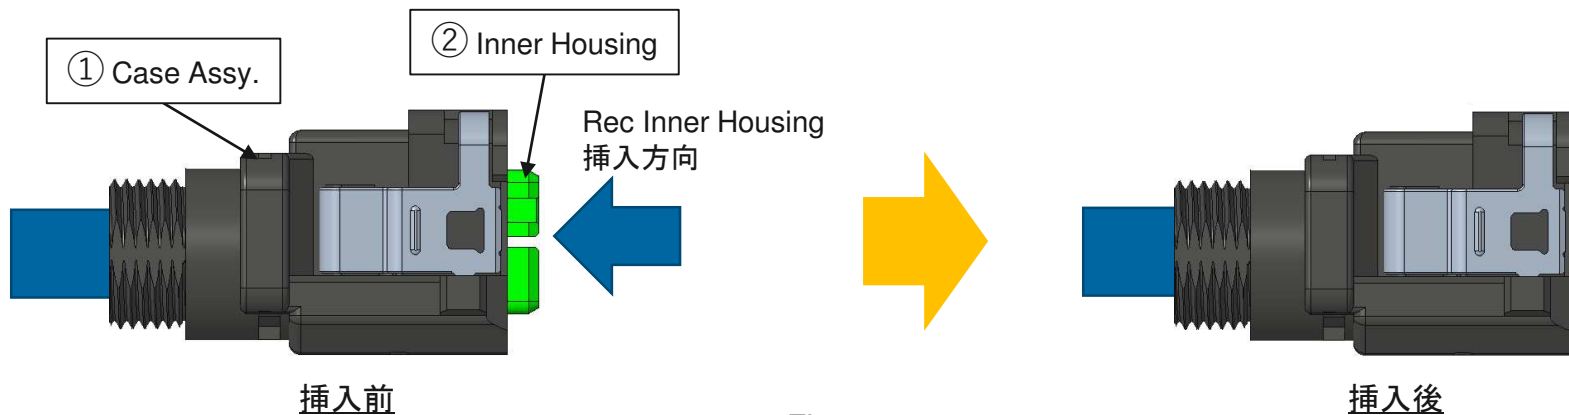 ① Case Assy.
② Inner Housing
Rec Inner Housing
挿入方向
挿入前
挿入後